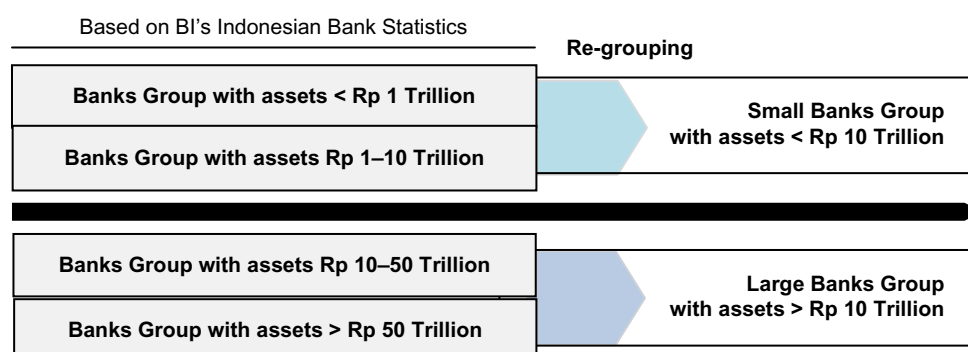 Based on BI's Indonesian Bank Statistics
Re-grouping
Banks Group with assets < Rp 1 Trillion
Banks Group with assets Rp 1–10 Trillion
Small Banks Group
with assets < Rp 10 Trillion
Banks Group with assets Rp 10–50 Trillion
Banks Group with assets > Rp 50 Trillion
Large Banks Group
with assets > Rp 10 Trillion